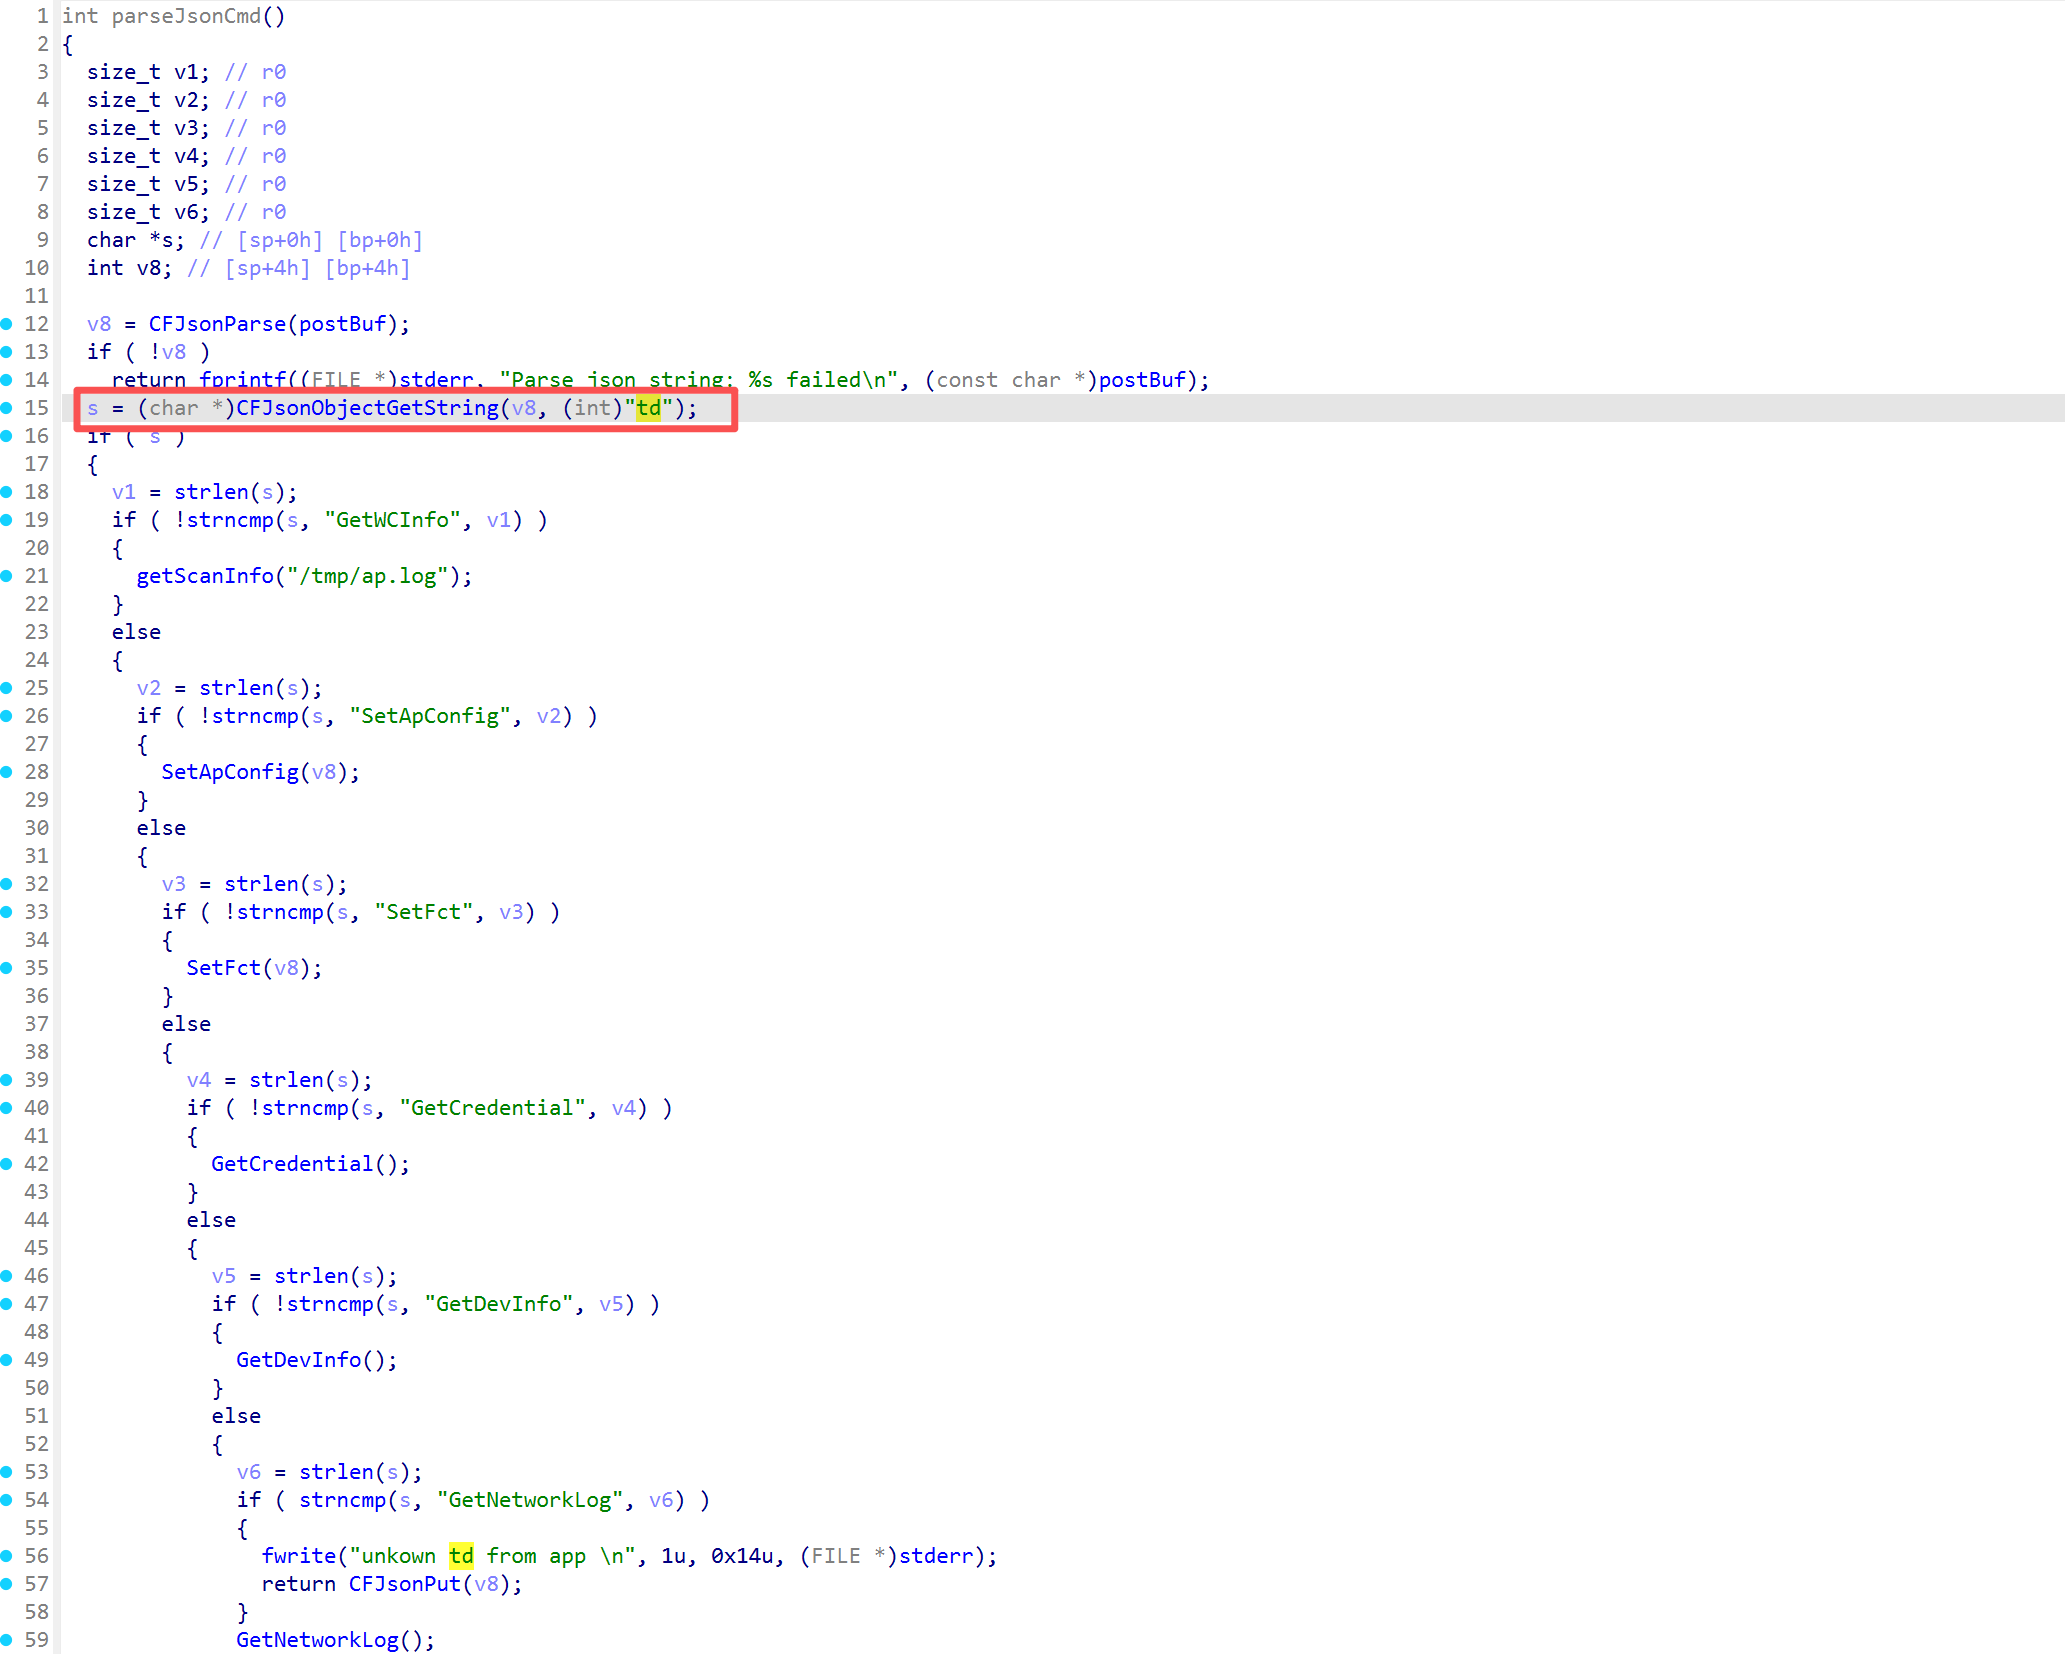 1 int parseJsonCmd()
2 {
3 size_t v1; // r0
4 size_t v2; // r0
5 size_t v3; // r0
6 size_t v4; // r0
7 size_t v5; // r0
8 size_t v6; // r0
9 char *s; // [sp+0h] [bp+0h]
10 int v8; // [sp+4h] [bp+4h]
11
12 v8 = CFJsonParse(postBuf);
13 if ( !v8 )
14 return fprintf((FILE *)stderr, "Parse json string: %s failed\n", (const char *)postBuf);
15 s = (char *)CFJsonObjectGetString(v8, (int)"td");
16 if ( s )
17 {
18 v1 = strlen(s);
19 if ( !strncmp(s, "GetWCInfo", v1) )
20 {
21 getScanInfo("/tmp/ap.log");
22 }
23 else
24 {
25 v2 = strlen(s);
26 if ( !strncmp(s, "SetApConfig", v2) )
27 {
28 SetApConfig(v8);
29 }
30 else
31 {
32 v3 = strlen(s);
33 if ( !strncmp(s, "SetFct", v3) )
34 {
35 SetFct(v8);
36 }
37 else
38 {
39 v4 = strlen(s);
40 if ( !strncmp(s, "GetCredential", v4) )
41 {
42 GetCredential();
43 }
44 else
45 {
46 v5 = strlen(s);
47 if ( !strncmp(s, "GetDevInfo", v5) )
48 {
49 GetDevInfo();
50 }
51 else
52 {
53 v6 = strlen(s);
54 if ( strncmp(s, "GetNetworkLog", v6) )
55 {
56 fwrite("unkown td from app \n", 1u, 0x14u, (FILE *)stderr);
57 return CFJsonPut(v8);
58 }
59 GetNetworkLog();